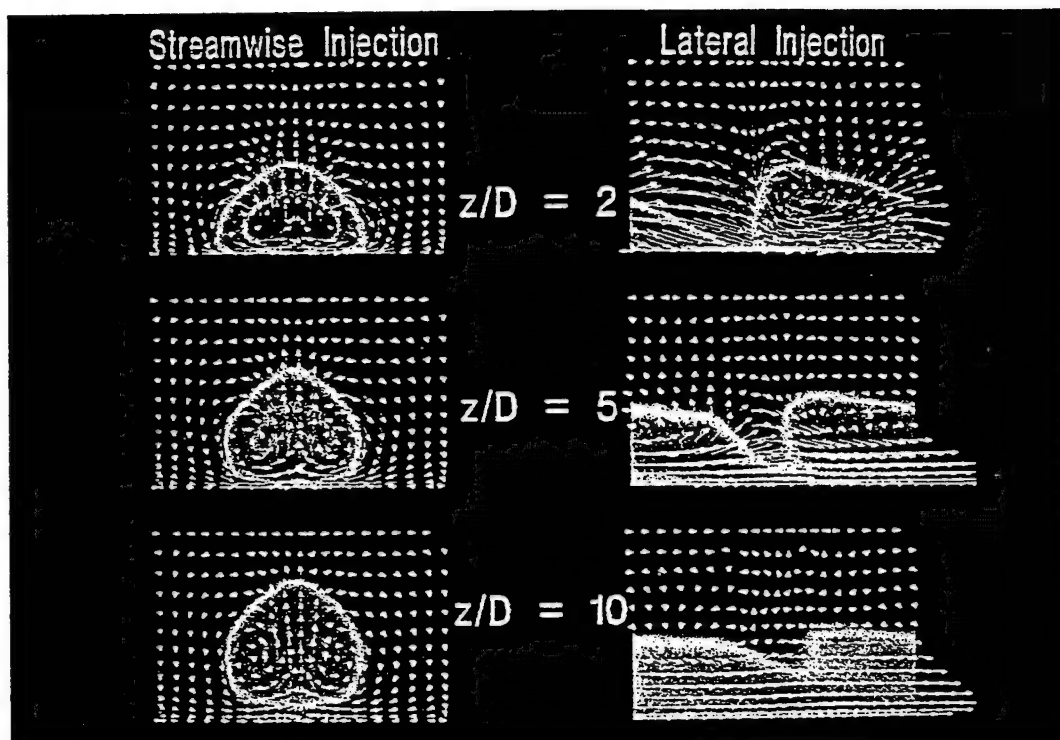 Streamwise Injection
Lateral Injection
z/D = 2
z/D = 5
z/D = 10